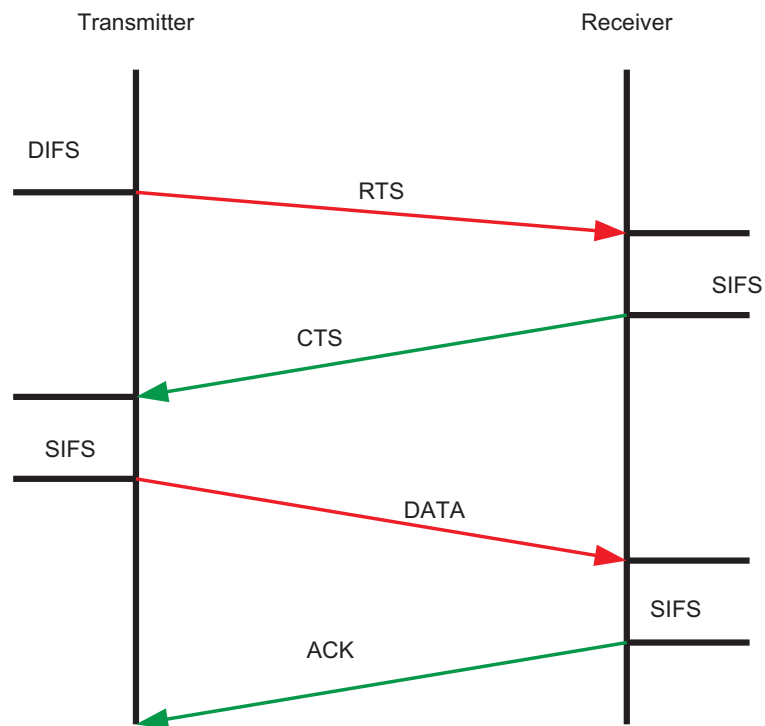 Transmitter
Receiver
DIFS
RTS
SIFS
CTS
SIFS
DATA
SIFS
ACK